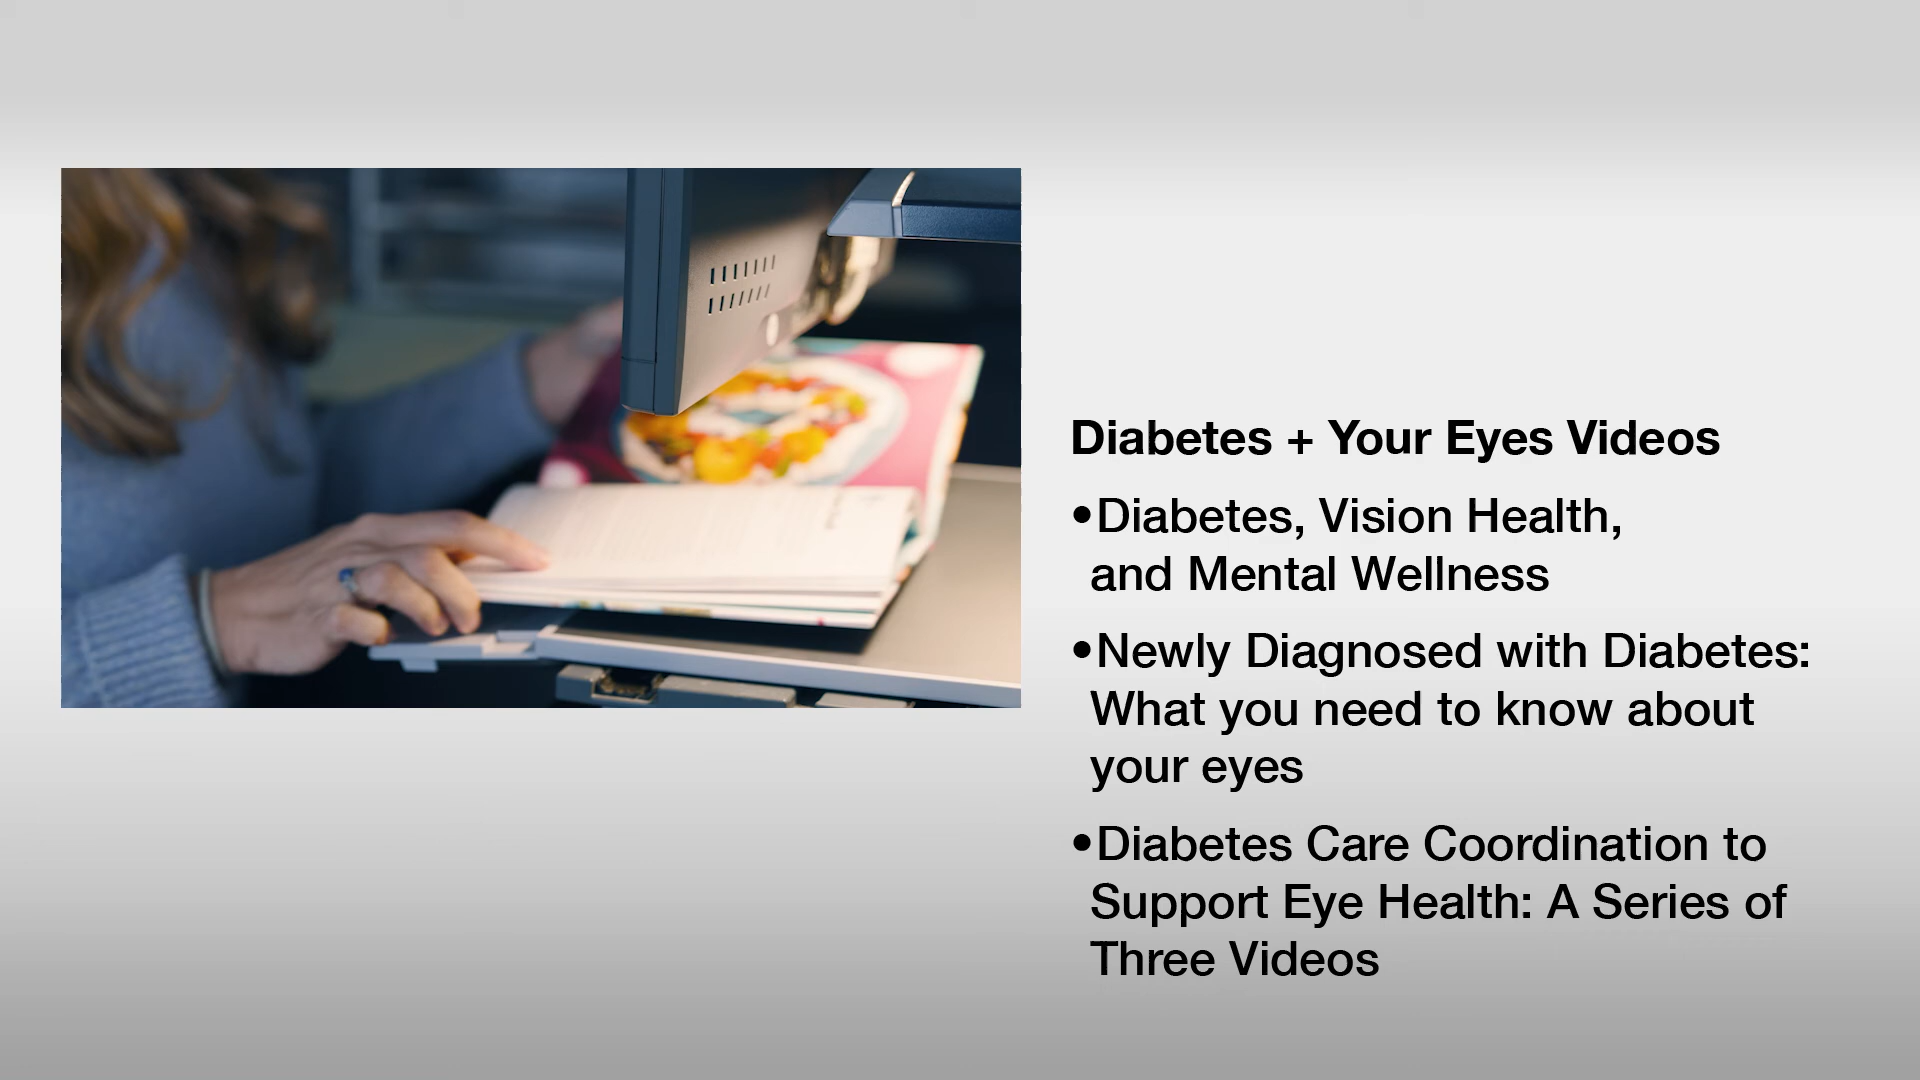 Diabetes + Your Eyes Videos
•Diabetes, Vision Health,
and Mental Wellness
•Newly Diagnosed with Diabetes:
What you need to know about
your eyes
•Diabetes Care Coordination to
Support Eye Health: A Series of
Three Videos